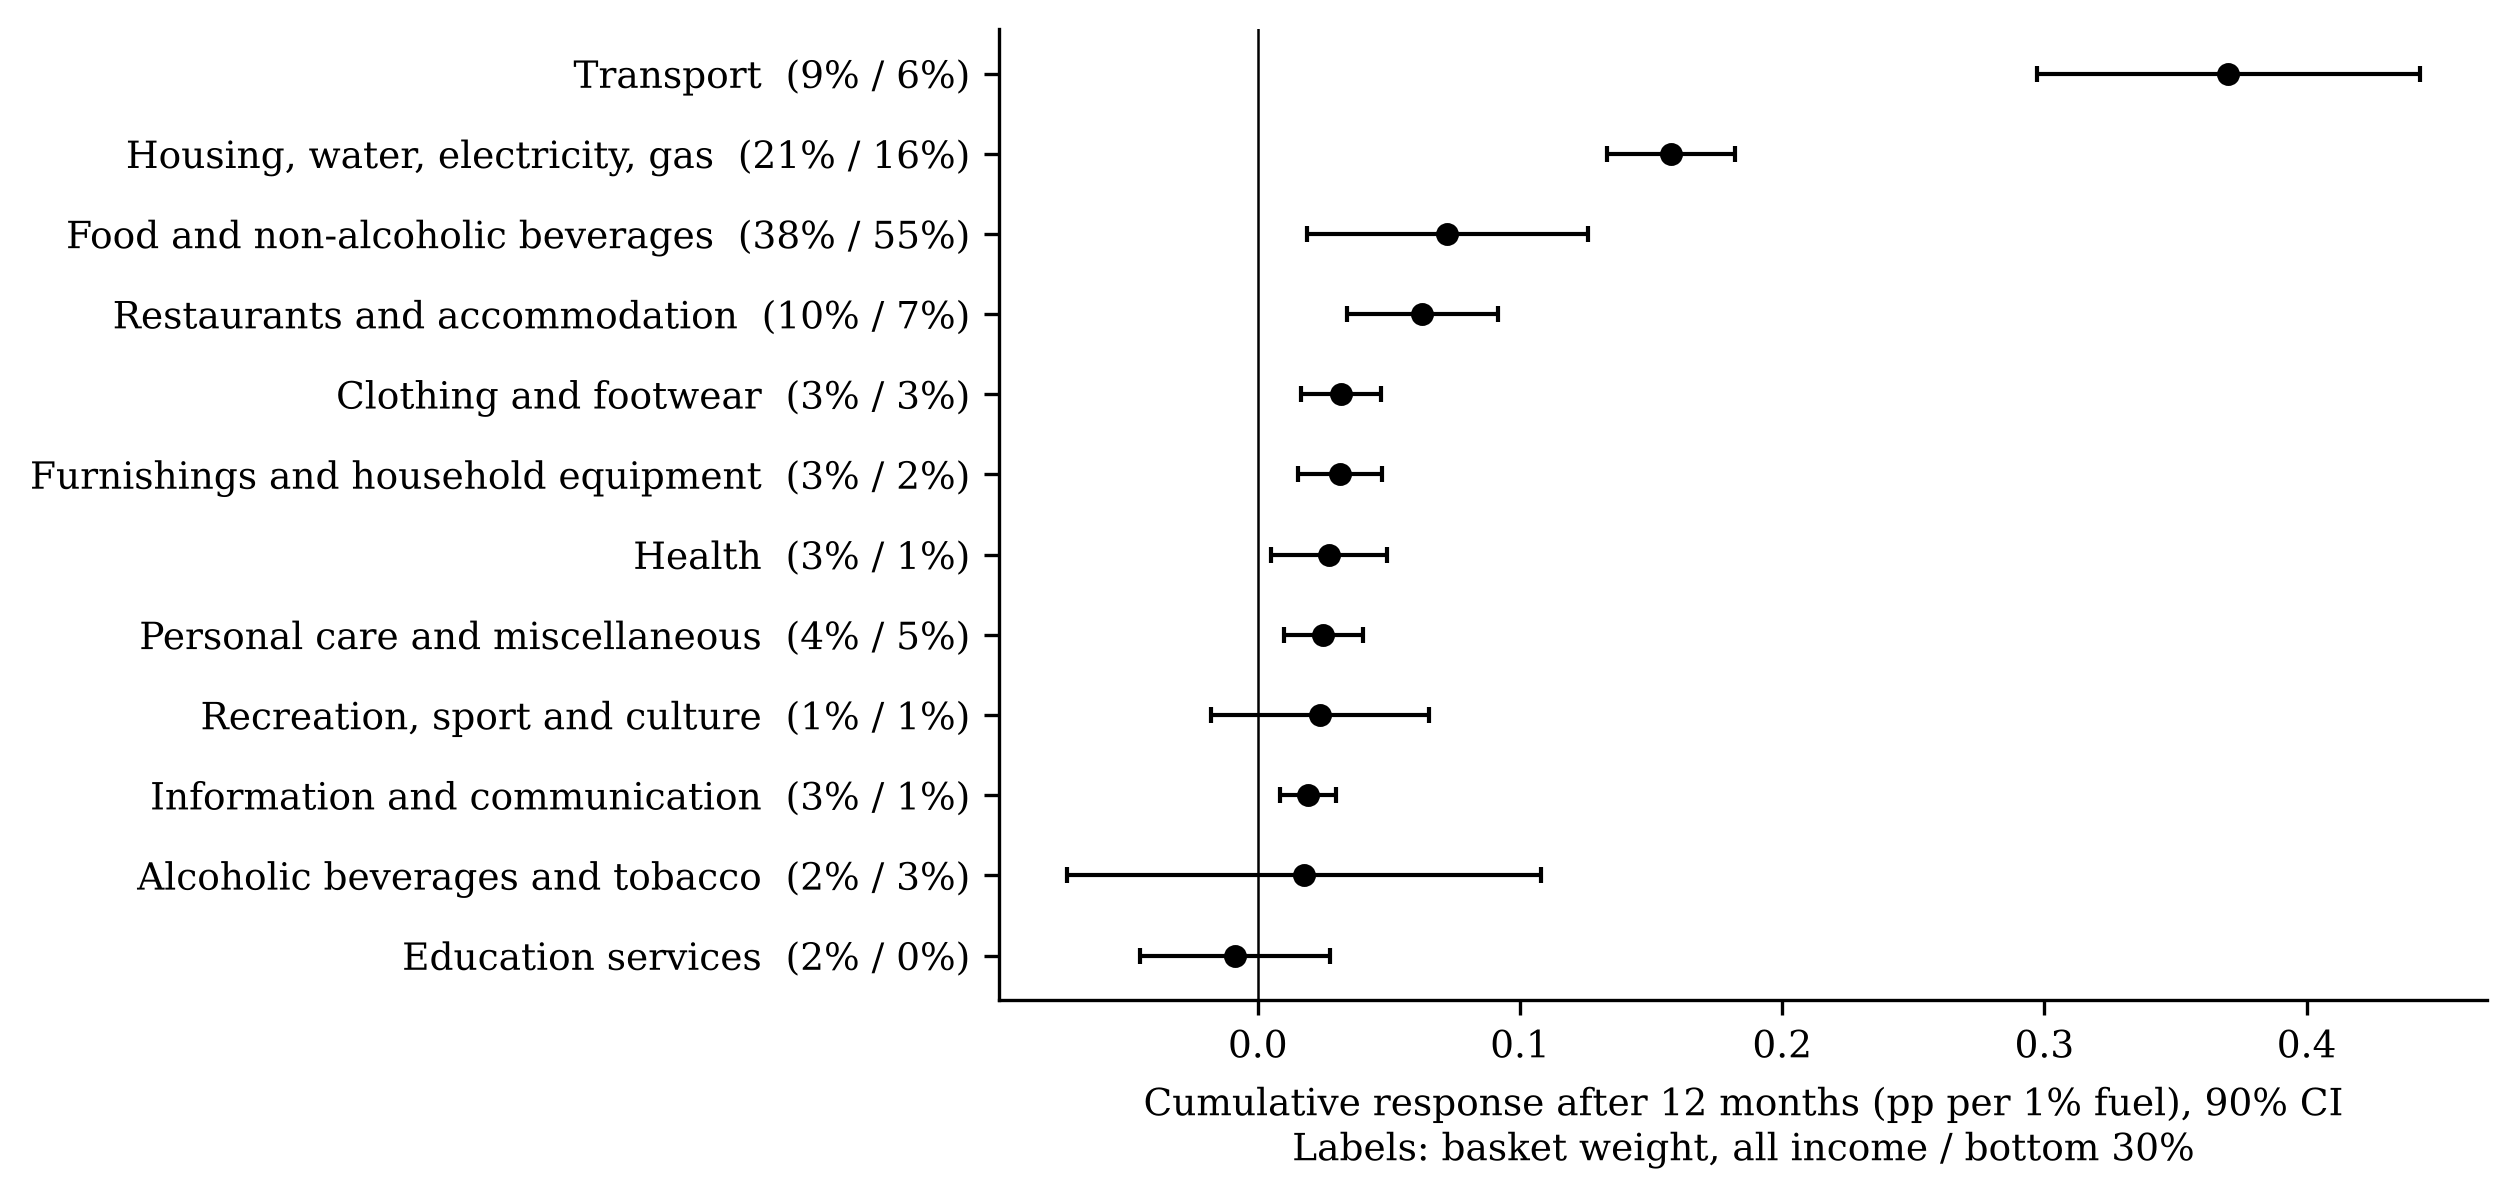 Transport (9% / 6%)
Housing, water, electricity, gas (21% / 16%)
Food and non-alcoholic beverages (38% / 55%)
Restaurants and accommodation (10% / 7%)
Clothing and footwear (3% / 3%)
Furnishings and household equipment (3% / 2%)
Health (3% / 1%)
Personal care and miscellaneous (4% / 5%)
Recreation, sport and culture (1% / 1%)
Information and communication (3% / 1%)
Alcoholic beverages and tobacco (2% / 3%)
Education services (2% / 0%)
0.0 0.1 0.2 0.3 0.4
Cumulative response after 12 months (pp per 1% fuel), 90% CI
Labels: basket weight, all income / bottom 30%